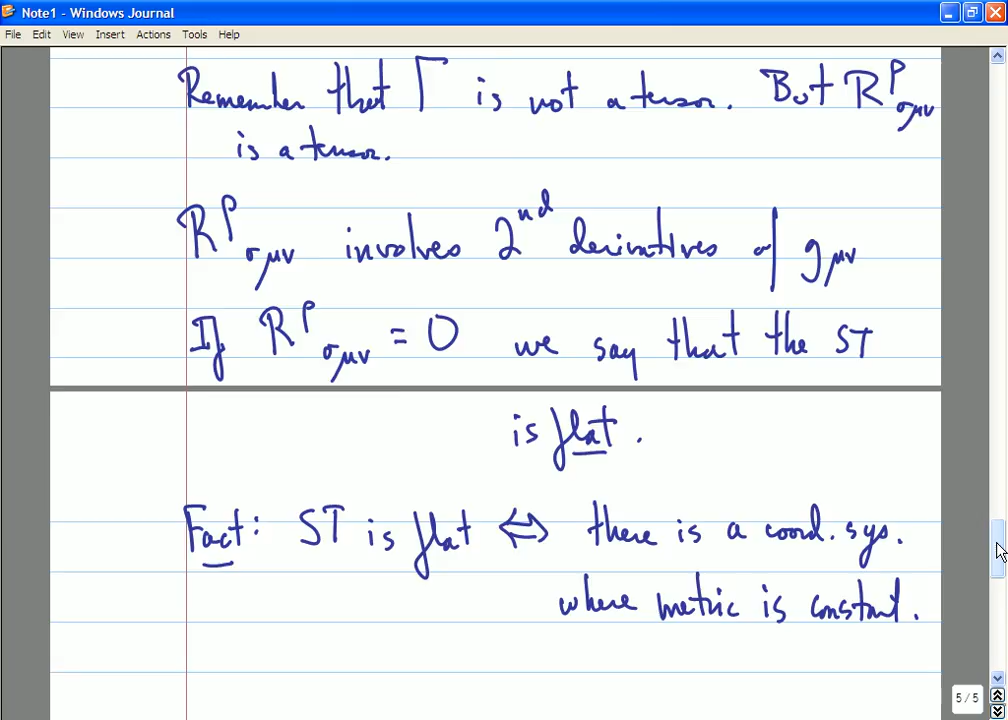 Note1 - Windows Journal
File Edit View Insert Actions Tools Help
Remember that Γ is not a tensor. But R^ρ_σμν
is a tensor.
R^ρ_σμν involves 2^nd derivatives of g_μν
If R^ρ_σμν = 0 we say that the ST
is flat.
Fact: ST is flat ⇔ there is a coord. sys.
where metric is constant.
5/5